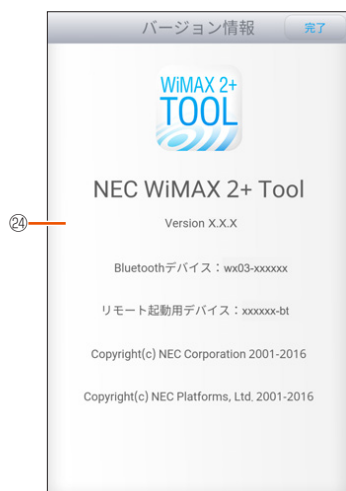 バージョン情報
完了
WiMAX 2+
TOOL
NEC WiMAX 2+ Tool
㉔
Version X.X.X
Bluetoothデバイス：wx03-xxxxxx
リモート起動用デバイス：xxxxxx-bt
Copyright(c) NEC Corporation 2001-2016
Copyright(c) NEC Platforms, Ltd. 2001-2016